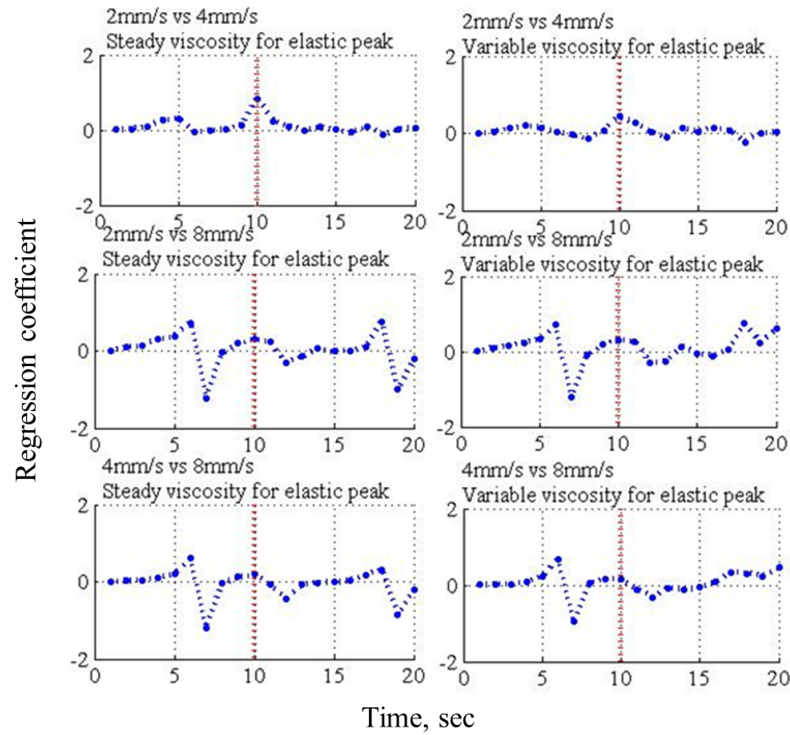 2mm/s vs 4mm/s
Steady viscosity for elastic peak
2
0
-2
0 5 10 15 20
2mm/s vs 4mm/s
Variable viscosity for elastic peak
2
0
-2
0 5 10 15 20
2mm/s vs 8mm/s
Steady viscosity for elastic peak
2
0
-2
0 5 10 15 20
2mm/s vs 8mm/s
Variable viscosity for elastic peak
2
0
-2
0 5 10 15 20
4mm/s vs 8mm/s
Steady viscosity for elastic peak
2
0
-2
0 5 10 15 20
4mm/s vs 8mm/s
Variable viscosity for elastic peak
2
0
-2
0 5 10 15 20
Regression coefficient
Time, sec